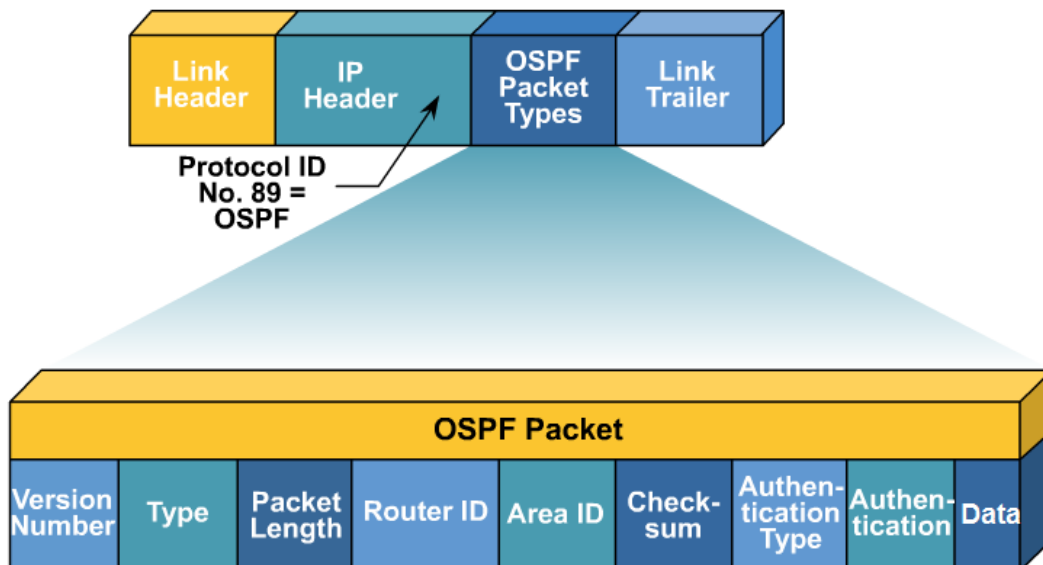 Link
Header
IP
Header
OSPF
Packet
Types
Link
Trailer
Protocol ID
No. 89 =
OSPF
OSPF Packet
Version
Number
Type
Packet
Length
Router ID
Area ID
Check-
sum
Authen-
tication
Type
Authen-
tication
Data